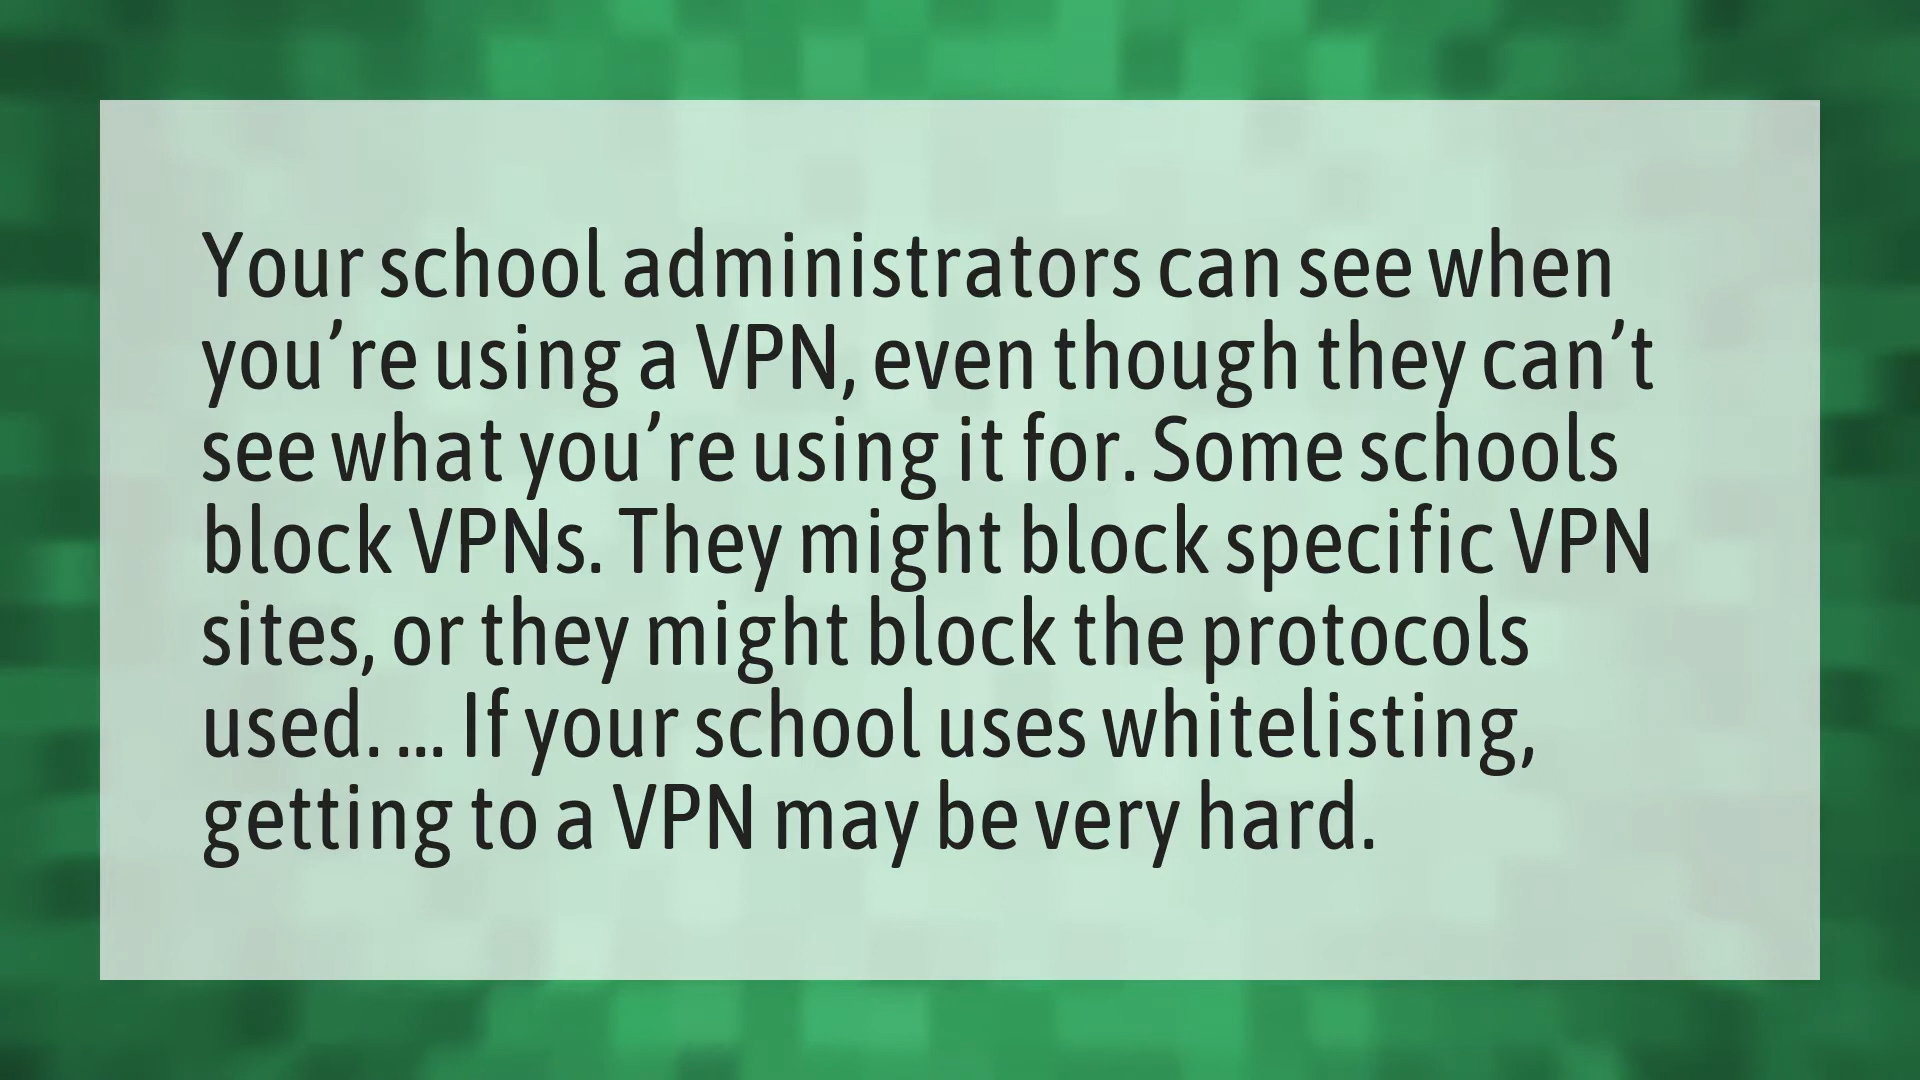 Your school administrators can see when
you’re using a VPN, even though they can’t
see what you’re using it for. Some schools
block VPNs. They might block specific VPN
sites, or they might block the protocols
used. ... If your school uses whitelisting,
getting to a VPN may be very hard.